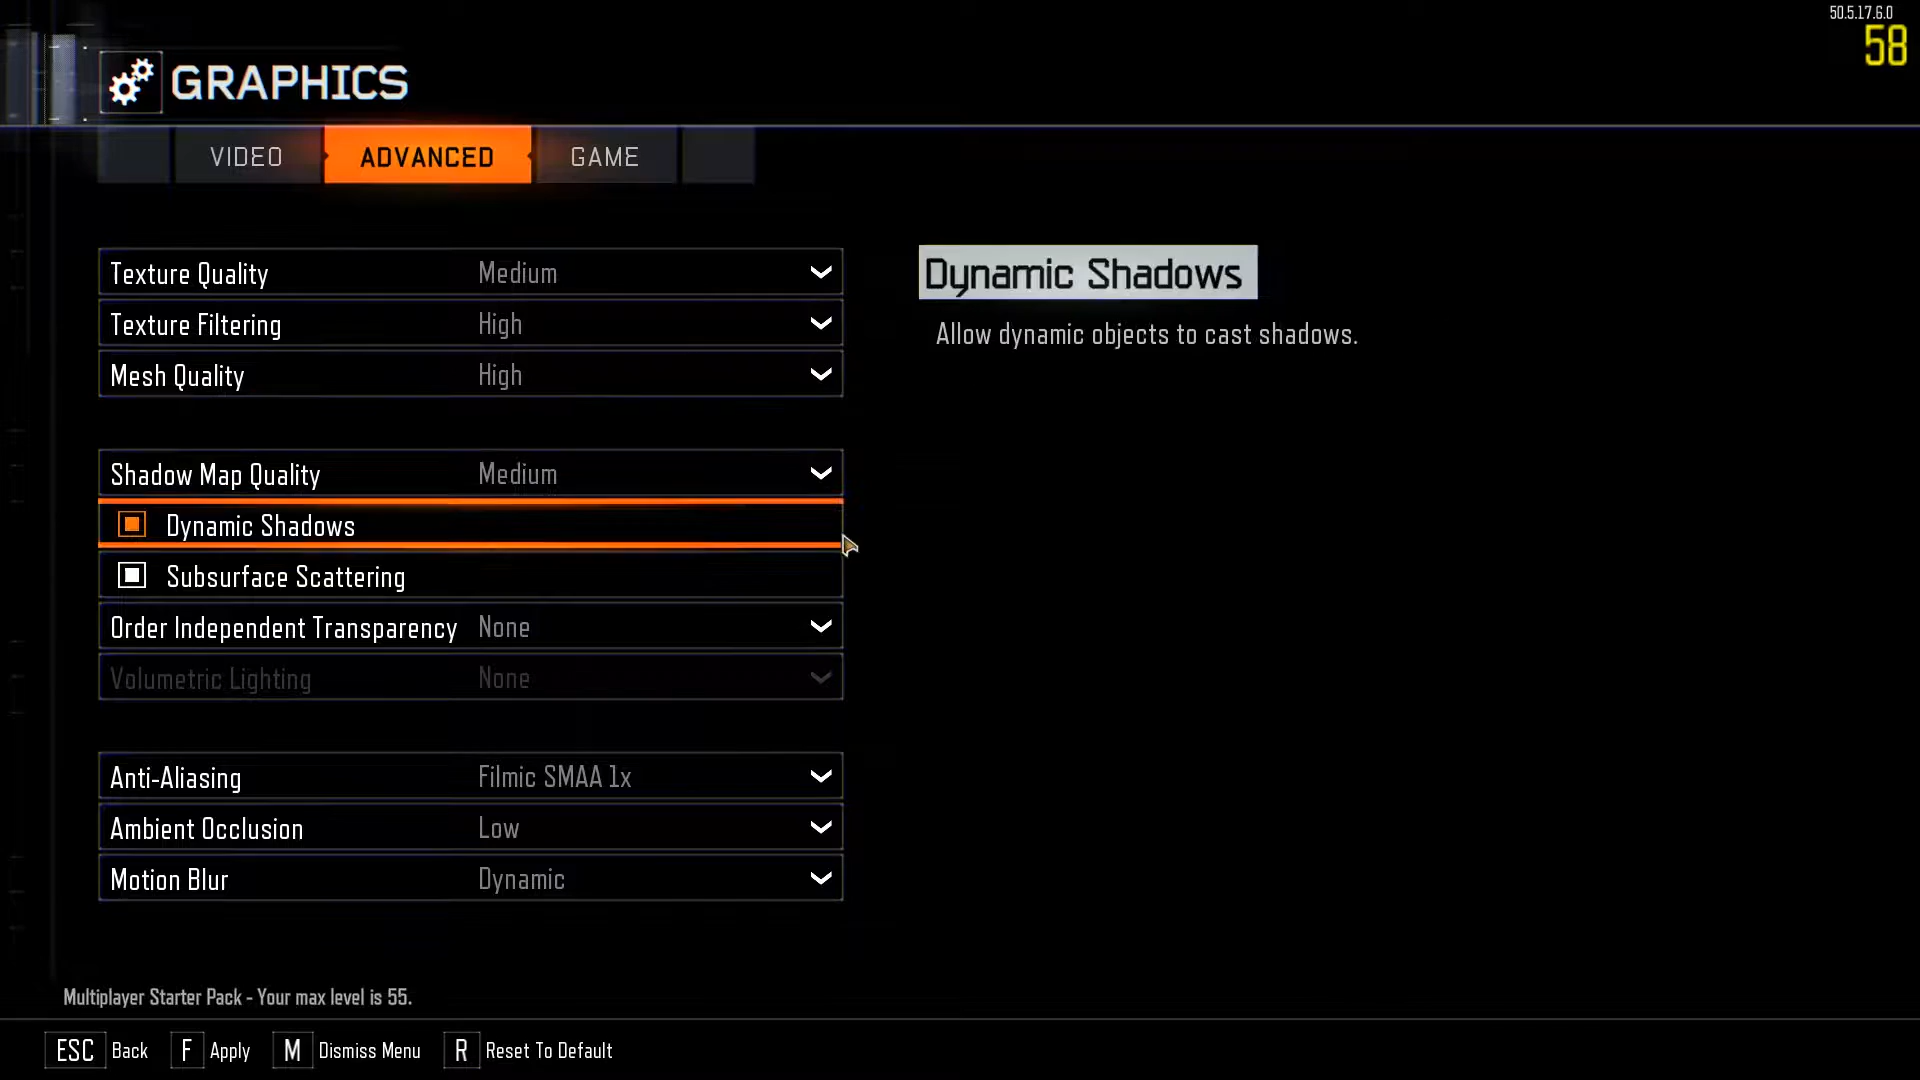 50.5.17.6.0
58
GRAPHICS
VIDEO ADVANCED GAME
Texture Quality Medium
Texture Filtering High
Mesh Quality High
Shadow Map Quality Medium
Dynamic Shadows
Subsurface Scattering
Order Independent Transparency None
Volumetric Lighting None
Anti-Aliasing Filmic SMAA 1x
Ambient Occlusion Low
Motion Blur Dynamic
Dynamic Shadows
Allow dynamic objects to cast shadows.
Multiplayer Starter Pack - Your max level is 55.
ESC Back F Apply M Dismiss Menu R Reset To Default